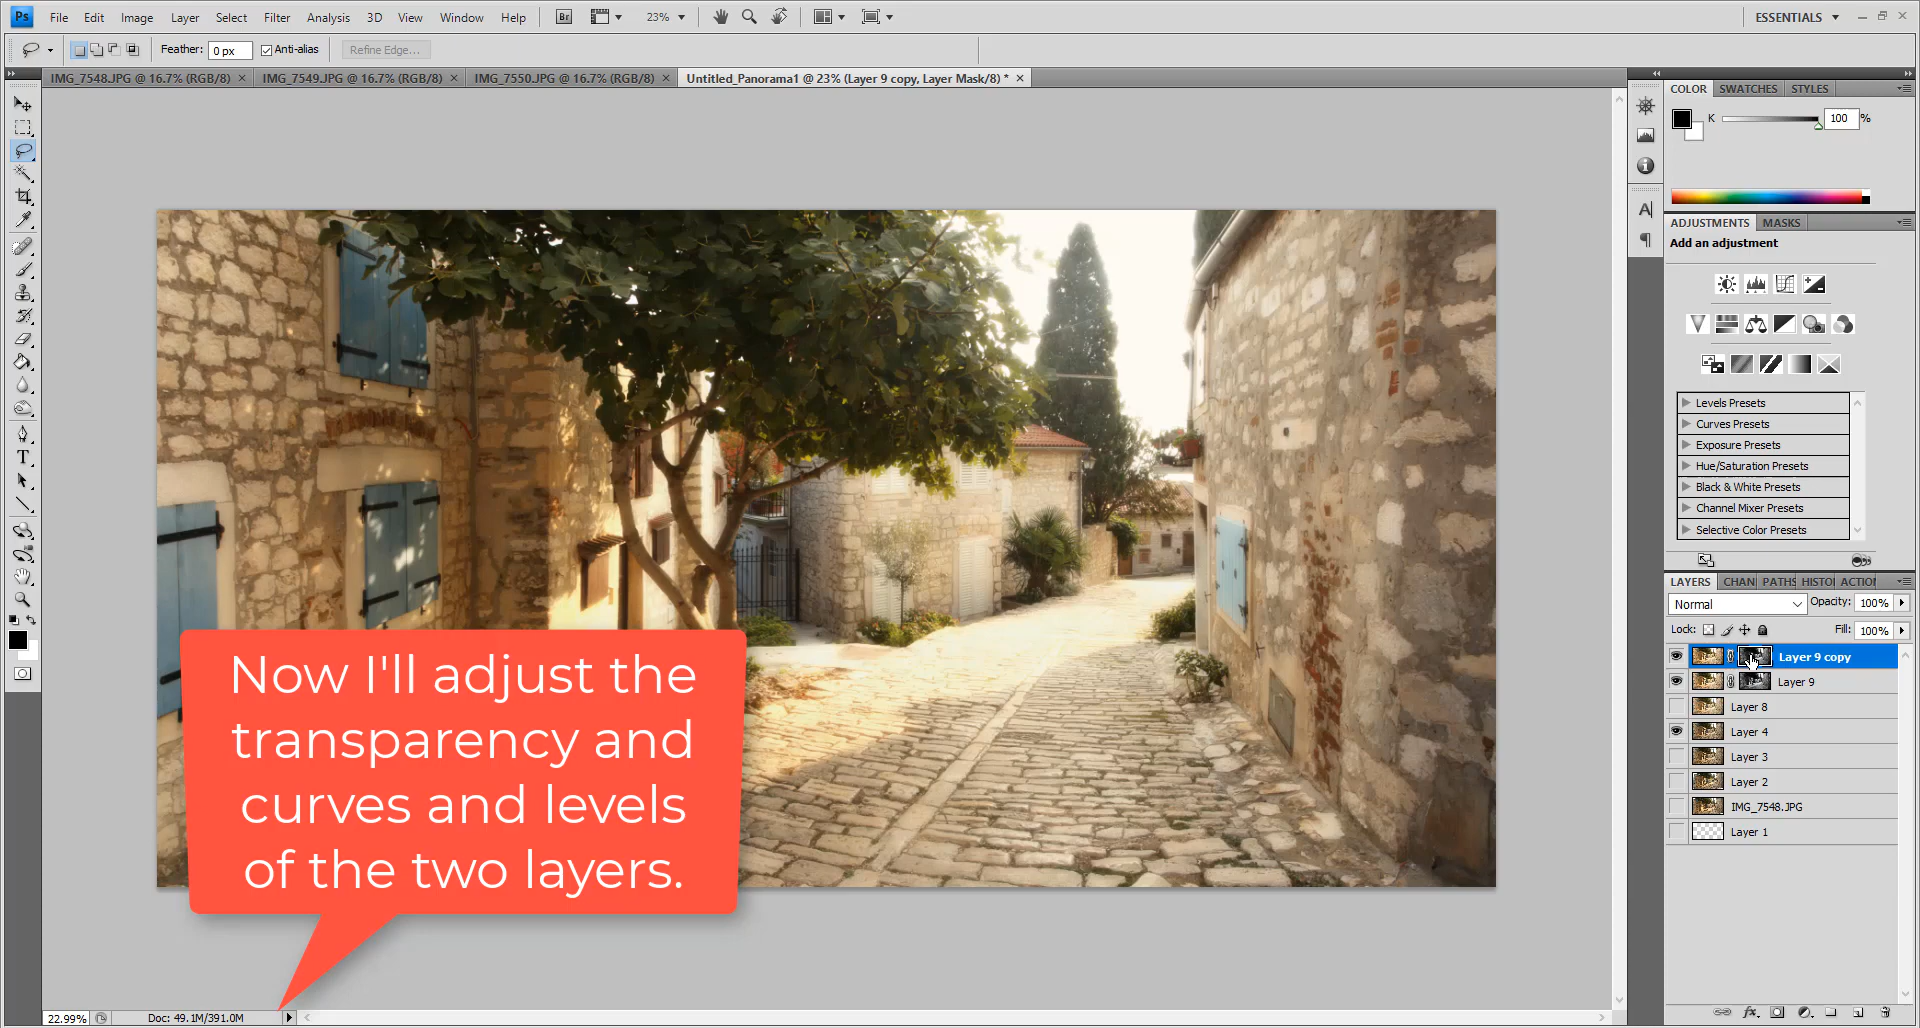 Ps File Edit Image Layer Select Filter Analysis 3D View Window Help Br 23% ESSENTIALS
Feather: 0 px Anti-alias Refine Edge...
IMG_7548.JPG @ 16.7% (RGB/8) × IMG_7549.JPG @ 16.7% (RGB/8) × IMG_7550.JPG @ 16.7% (RGB/8) × Untitled_Panorama1 @ 23% (Layer 9 copy, Layer Mask/8) * ×
COLOR SWATCHES STYLES
K 100 %
ADJUSTMENTS MASKS
Add an adjustment
Levels Presets
Curves Presets
Exposure Presets
Hue/Saturation Presets
Black & White Presets
Channel Mixer Presets
Selective Color Presets
LAYERS CHAN PATHS HISTO ACTION
Normal Opacity: 100%
Lock: Fill: 100%
Layer 9 copy
Layer 9
Layer 8
Layer 4
Layer 3
Layer 2
IMG_7548.JPG
Layer 1
Now I'll adjust the
transparency and
curves and levels
of the two layers.
22.99% Doc: 49.1M/391.0M